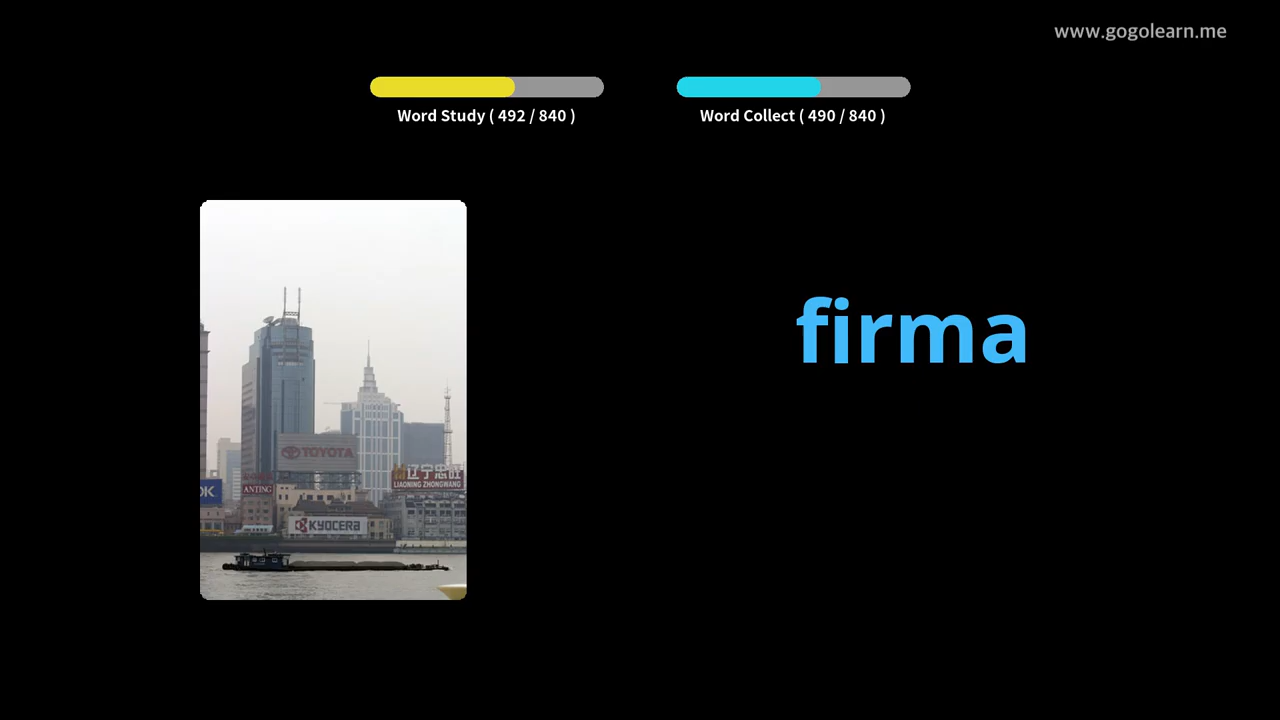 www.gogolearn.me
Word Study ( 492 / 840 )
Word Collect ( 490 / 840 )
firma
TOYOTA
辽宁忠旺
LIAONING ZHONGWANG
OK
ANTING
KYOCERA